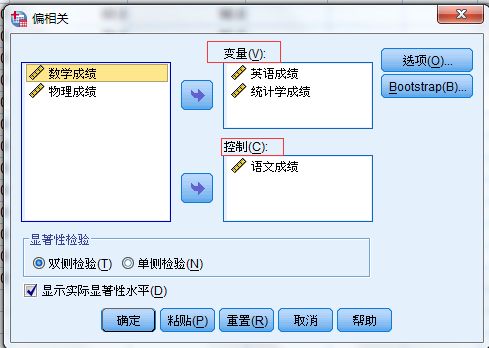 偏相关
变量(V):
数学成绩
物理成绩
英语成绩
统计学成绩
选项(O)...
Bootstrap(B)...
控制(C):
语文成绩
显著性检验
双侧检验(T) 单侧检验(N)
显示实际显著性水平(D)
确定 粘贴(P) 重置(R) 取消 帮助